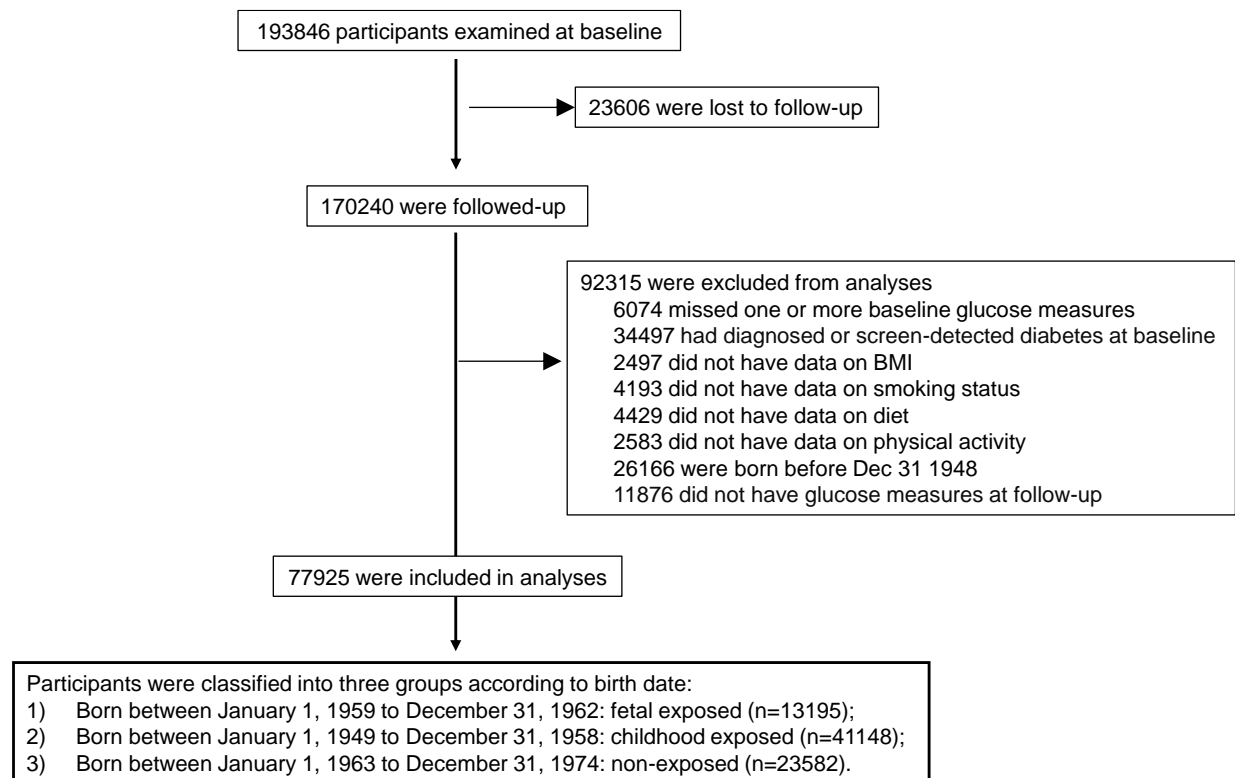 193846 participants examined at baseline
23606 were lost to follow-up
170240 were followed-up
92315 were excluded from analyses
6074 missed one or more baseline glucose measures
34497 had diagnosed or screen-detected diabetes at baseline
2497 did not have data on BMI
4193 did not have data on smoking status
4429 did not have data on diet
2583 did not have data on physical activity
26166 were born before Dec 31 1948
11876 did not have glucose measures at follow-up
77925 were included in analyses
Participants were classified into three groups according to birth date:
1) Born between January 1, 1959 to December 31, 1962: fetal exposed (n=13195);
2) Born between January 1, 1949 to December 31, 1958: childhood exposed (n=41148);
3) Born between January 1, 1963 to December 31, 1974: non-exposed (n=23582).